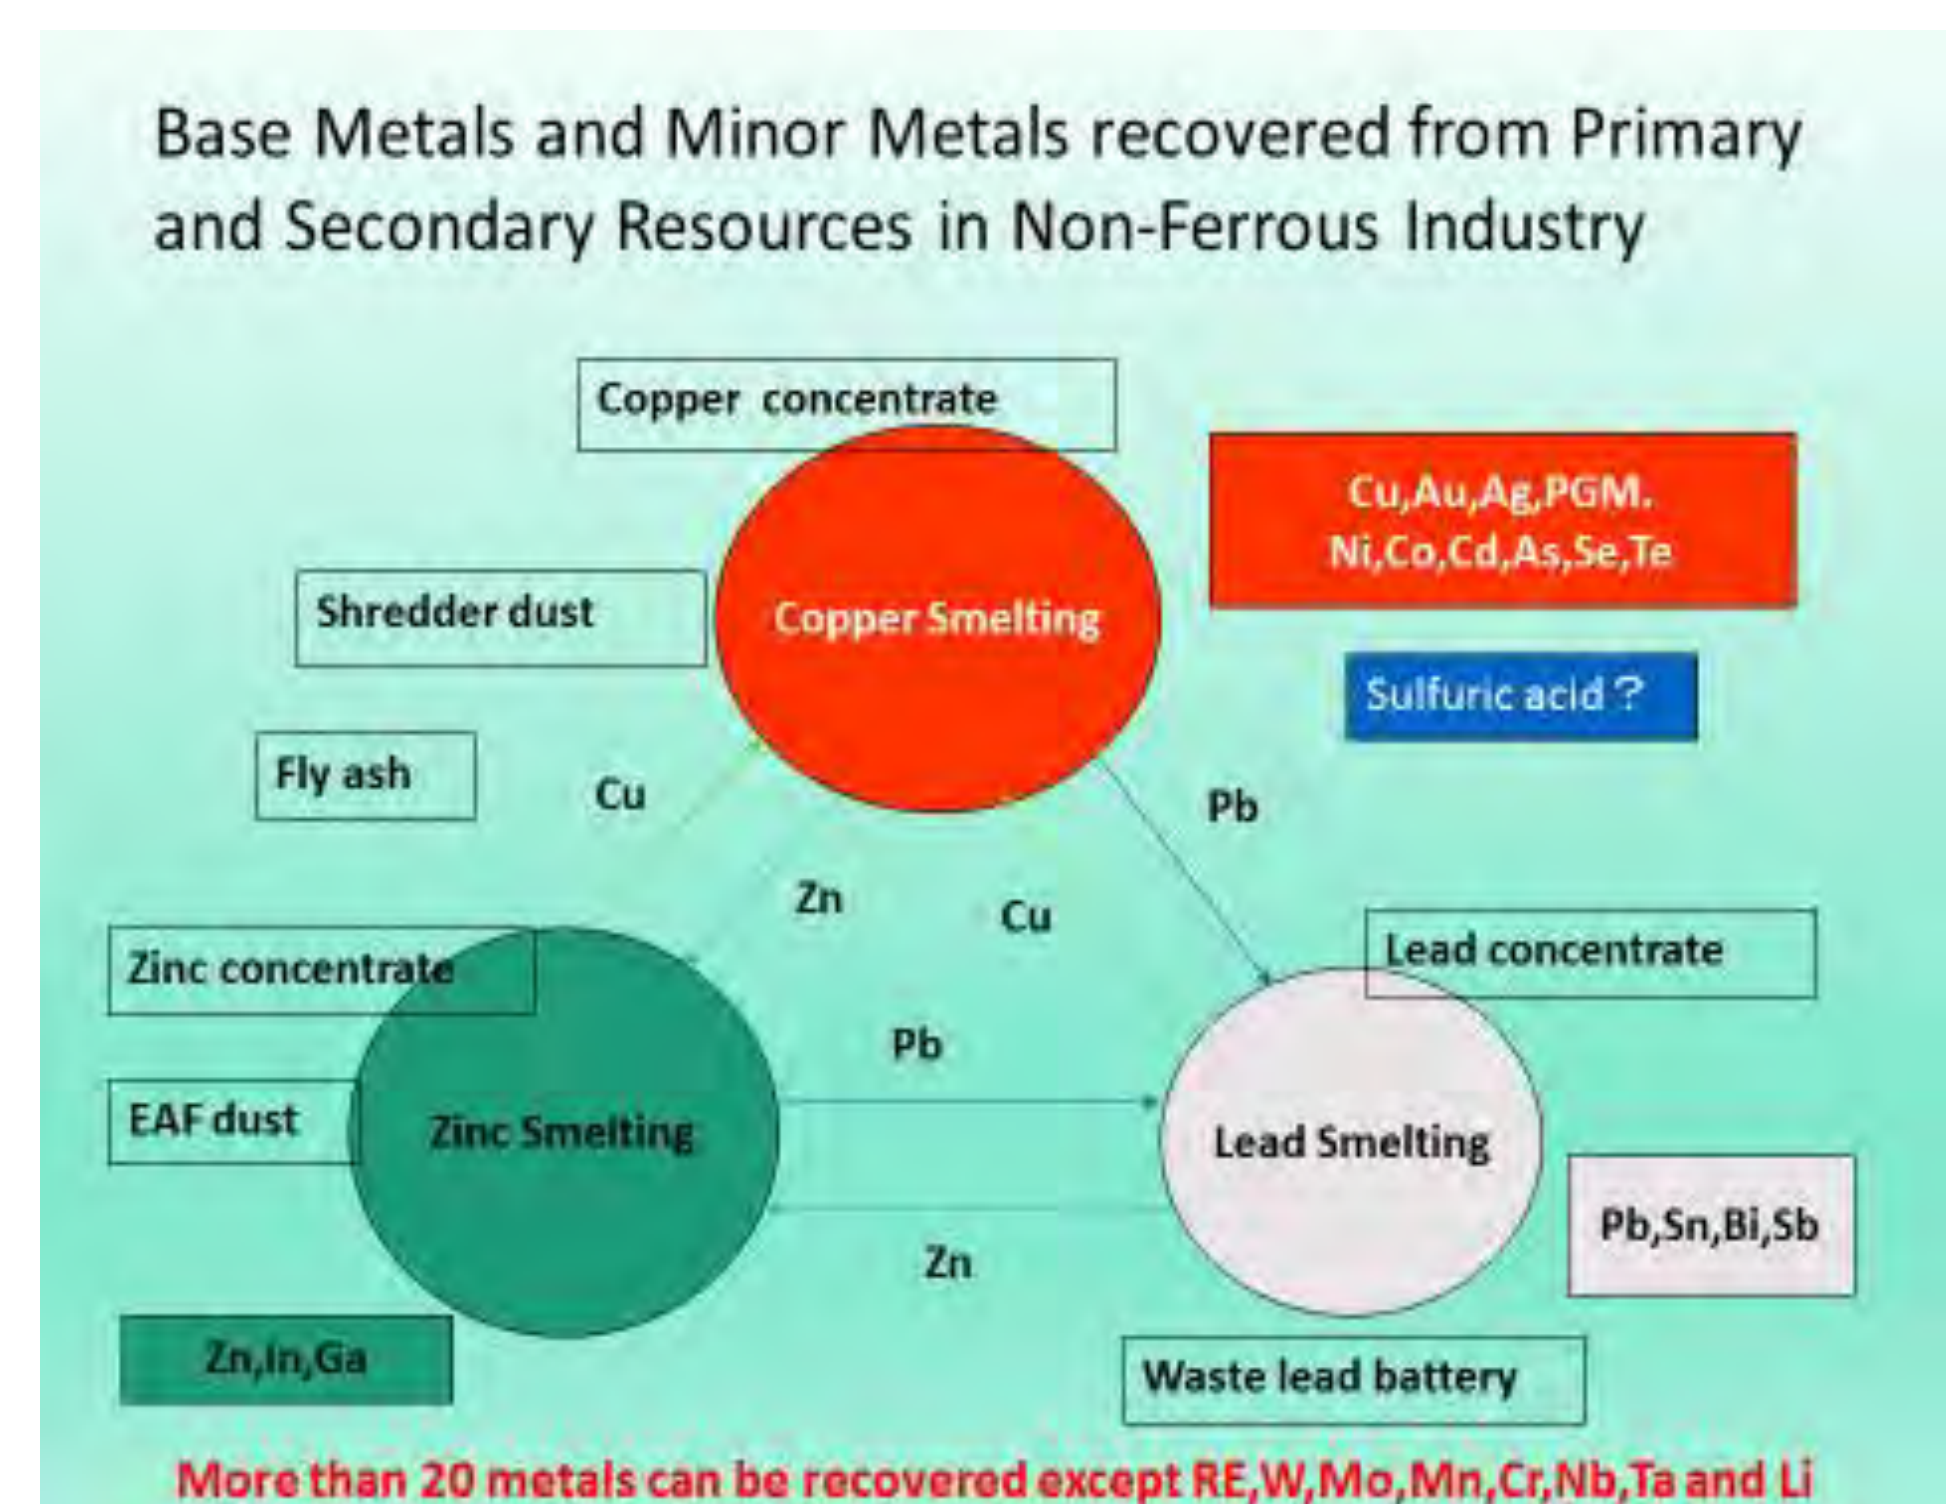 Base Metals and Minor Metals recovered from Primary
and Secondary Resources in Non-Ferrous Industry
Copper concentrate
Cu,Au,Ag,PGM.
Ni,Co,Cd,As,Se,Te
Shredder dust
Copper Smelting
Sulfuric acid ?
Fly ash
Cu
Pb
Zn
Cu
Zinc concentrate
Lead concentrate
Pb
EAF dust
Zinc Smelting
Lead Smelting
Pb,Sn,Bi,Sb
Zn
Zn,In,Ga
Waste lead battery
More than 20 metals can be recovered except RE,W,Mo,Mn,Cr,Nb,Ta and Li